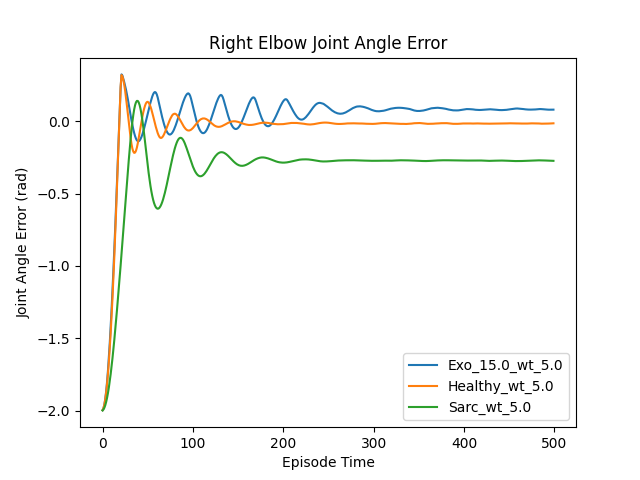 Right Elbow Joint Angle Error
Joint Angle Error (rad)
0.0
−0.5
−1.0
−1.5
−2.0
0 100 200 300 400 500
Episode Time
Exo_15.0_wt_5.0
Healthy_wt_5.0
Sarc_wt_5.0